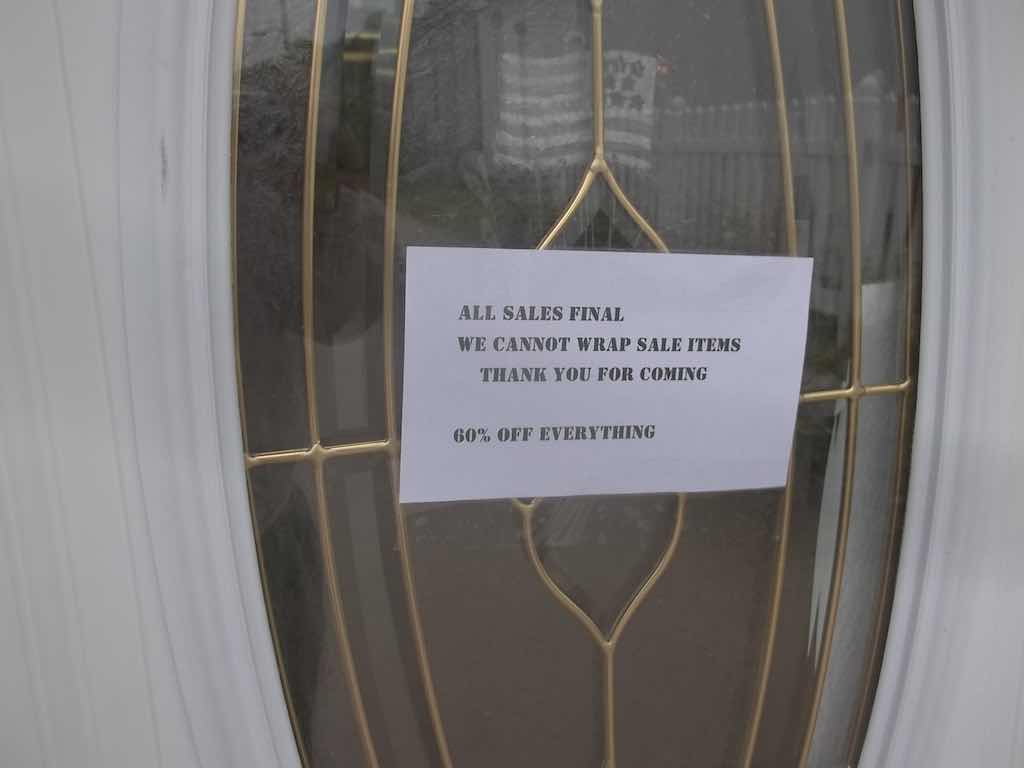 ALL SALES FINAL
WE CANNOT WRAP SALE ITEMS
THANK YOU FOR COMING
60% OFF EVERYTHING